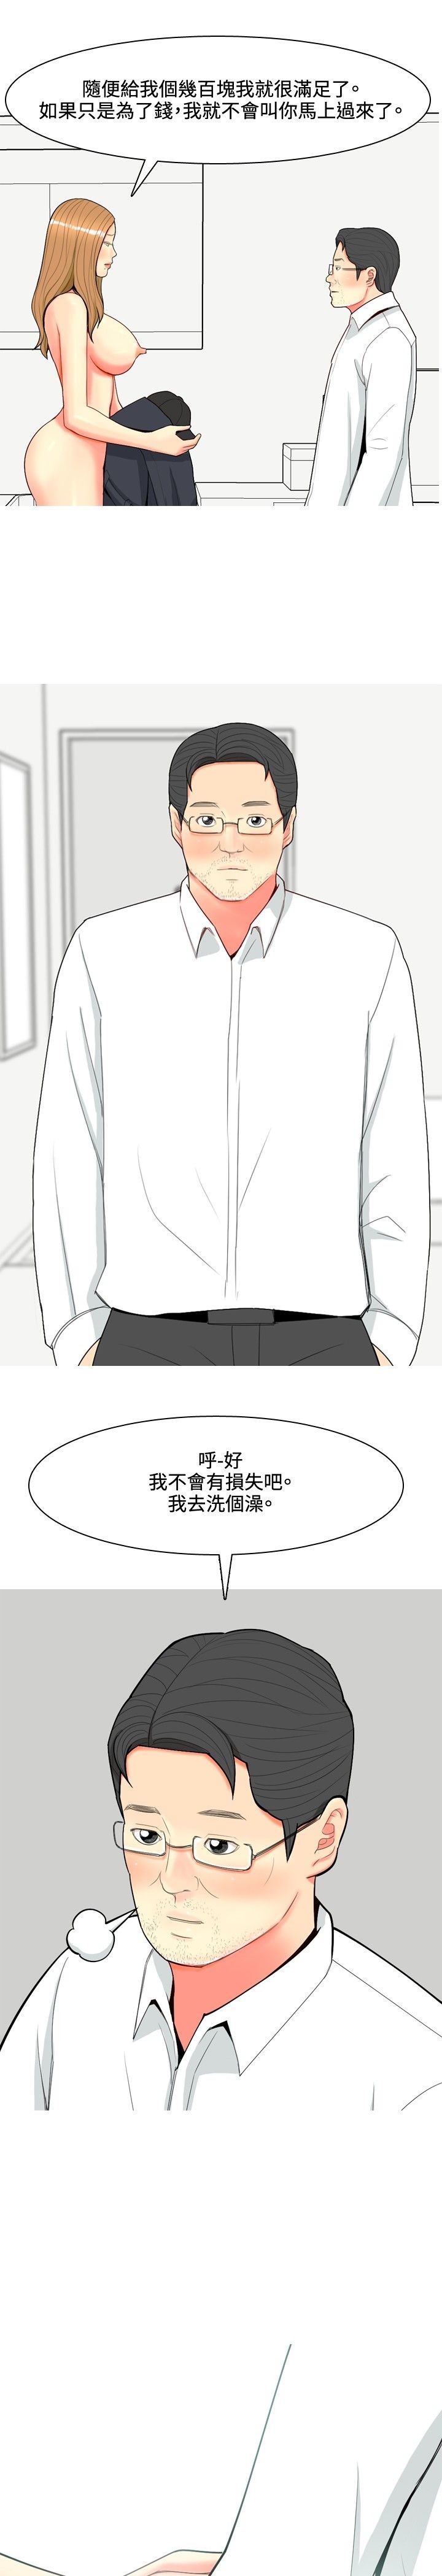 隨便給我個幾百塊我就很滿足了。
如果只是為了錢，我就不會叫你馬上過來了。
呼-好
我不會有損失吧。
我去洗個澡。